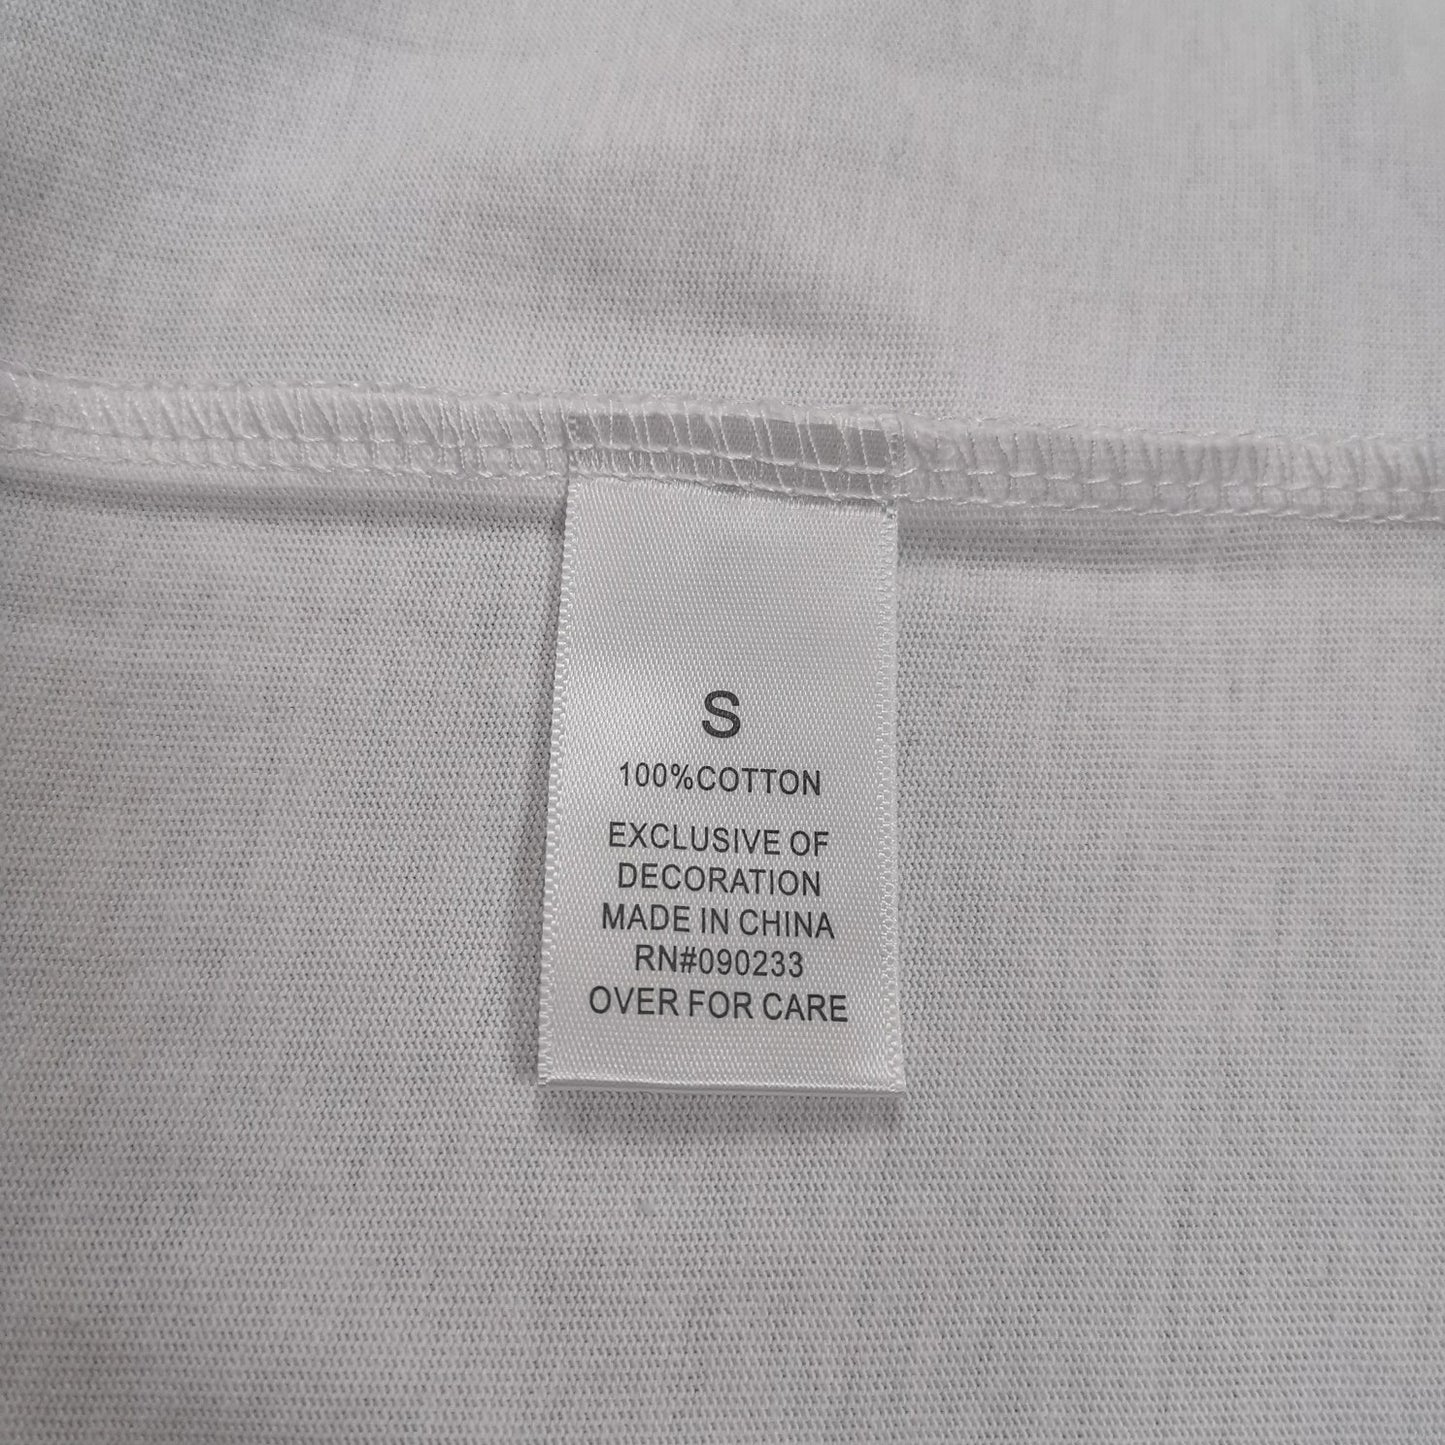 S
100%COTTON
EXCLUSIVE OF
DECORATION
MADE IN CHINA
RN#090233
OVER FOR CARE